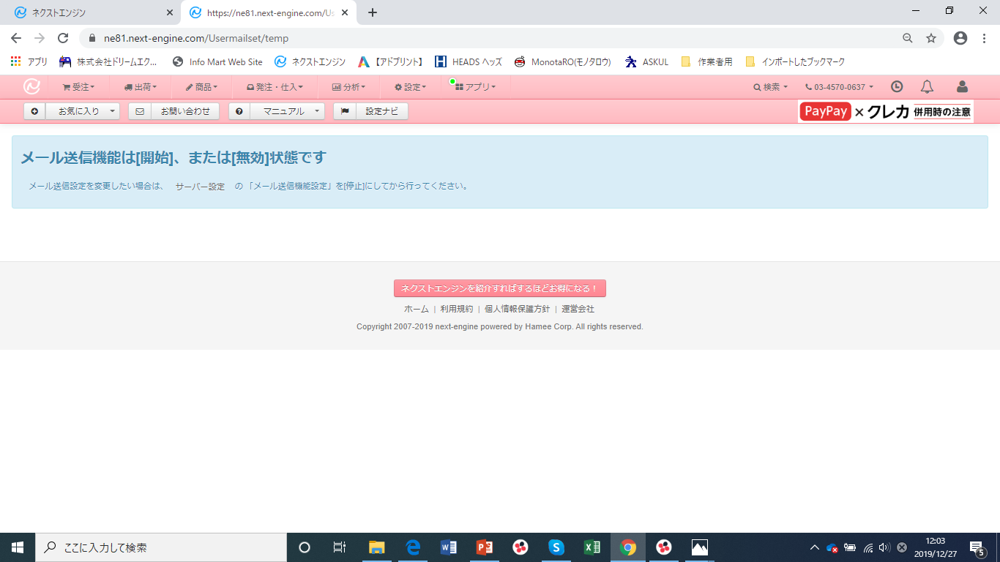 ネクストエンジン
https://ne81.next-engine.com/Us
ne81.next-engine.com/Usermailset/temp
アプリ 株式会社ドリームエク... Info Mart Web Site ネクストエンジン 【アドプリント】 HEADS ヘッズ MonotaRO(モノタロウ) ASKUL 作業者用 インポートしたブックマーク
受注 出荷 商品 発注・仕入 分析 設定 アプリ 検索 03-4570-0637
お気に入り お問い合わせ マニュアル 設定ナビ PayPay × クレカ 併用時の注意
メール送信機能は[開始]、または[無効]状態です
メール送信設定を変更したい場合は、 サーバー設定 の「メール送信機能設定」を[停止]にしてから行ってください。
ネクストエンジンを紹介すればするほどお得になる！
ホーム | 利用規約 | 個人情報保護方針 | 運営会社
Copyright 2007-2019 next-engine powered by Hamee Corp. All rights reserved.
ここに入力して検索
12:03
2019/12/27
5